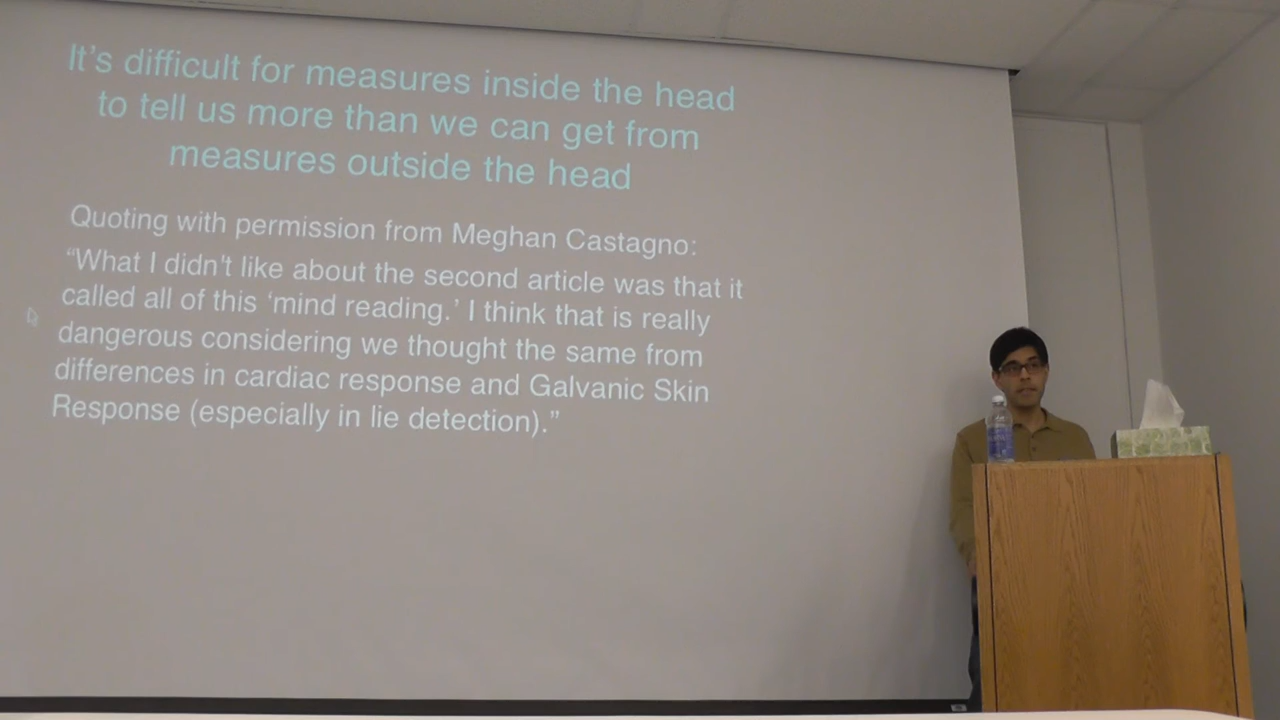 It's difficult for measures inside the head
to tell us more than we can get from
measures outside the head
Quoting with permission from Meghan Castagno:
“What I didn't like about the second article was that it
called all of this ‘mind reading.’ I think that is really
dangerous considering we thought the same from
differences in cardiac response and Galvanic Skin
Response (especially in lie detection).”